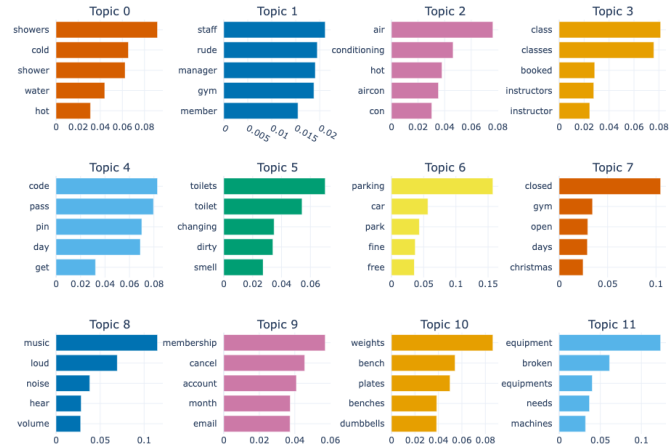 Topic 0
showers
cold
shower
water
hot
0 0.02 0.04 0.06 0.08
Topic 1
staff
rude
manager
gym
member
0 0.005 0.01 0.015 0.02
Topic 2
air
conditioning
hot
aircon
con
0 0.02 0.04 0.06 0.08
Topic 3
class
classes
booked
instructors
instructor
0 0.02 0.04 0.06 0.08
Topic 4
code
pass
pin
day
get
0 0.02 0.04 0.06 0.08
Topic 5
toilets
toilet
changing
dirty
smell
0 0.02 0.04 0.06
Topic 6
parking
car
park
fine
free
0 0.05 0.1 0.15
Topic 7
closed
gym
open
days
christmas
0 0.1
Topic 8
music
loud
noise
hear
volume
0 0.1
Topic 9
membership
cancel
account
month
email
0 0.02 0.04 0.06
Topic 10
weights
bench
plates
benches
dumbbells
0 0.02 0.04 0.06 0.08
Topic 11
equipment
broken
equipments
needs
machines
0 0.1